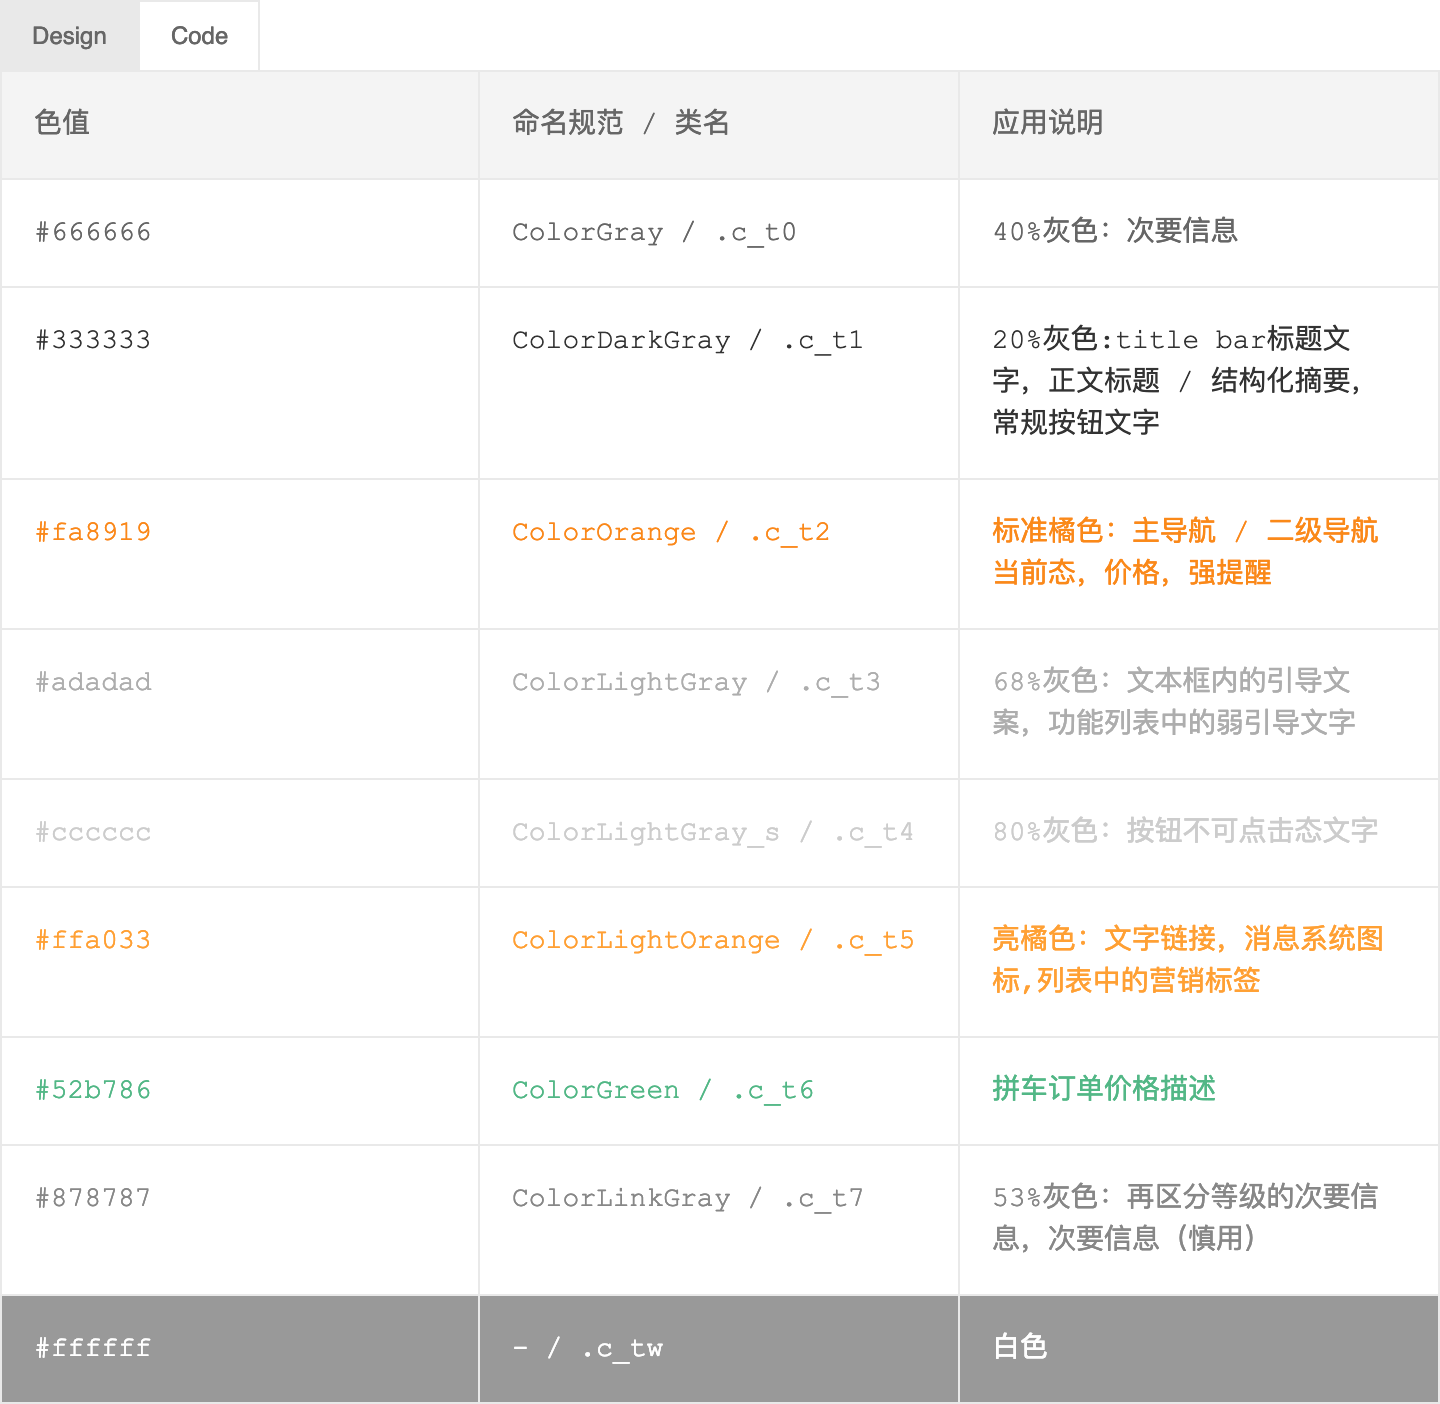 Design
Code
色值
命名规范 / 类名
应用说明
#666666
ColorGray / .c_t0
40%灰色：次要信息
#333333
ColorDarkGray / .c_t1
20%灰色:title bar标题文
字，正文标题 / 结构化摘要，
常规按钮文字
#fa8919
ColorOrange / .c_t2
标准橘色：主导航 / 二级导航
当前态，价格，强提醒
#adadad
ColorLightGray / .c_t3
68%灰色：文本框内的引导文
案，功能列表中的弱引导文字
#cccccc
ColorLightGray_s / .c_t4
80%灰色：按钮不可点击态文字
#ffa033
ColorLightOrange / .c_t5
亮橘色：文字链接，消息系统图
标,列表中的营销标签
#52b786
ColorGreen / .c_t6
拼车订单价格描述
#878787
ColorLinkGray / .c_t7
53%灰色：再区分等级的次要信
息，次要信息（慎用）
#ffffff
- / .c_tw
白色